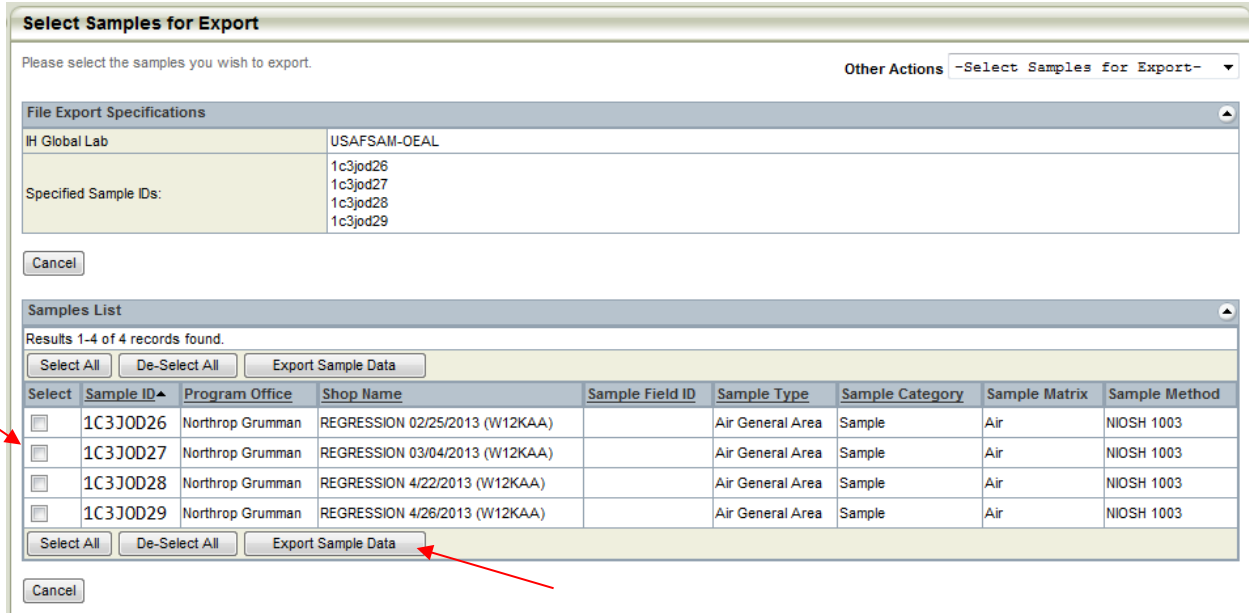 Select Samples for Export
Please select the samples you wish to export.
Other Actions -Select Samples for Export-
File Export Specifications
IH Global Lab USAFSAM-OEAL
Specified Sample IDs: 1c3jod26
1c3jod27
1c3jod28
1c3jod29
Cancel
Samples List
Results 1-4 of 4 records found.
Select All De-Select All Export Sample Data
Select Sample ID Program Office Shop Name Sample Field ID Sample Type Sample Category Sample Matrix Sample Method
1C3JOD26 Northrop Grumman REGRESSION 02/25/2013 (W12KAA) Air General Area Sample Air NIOSH 1003
1C3JOD27 Northrop Grumman REGRESSION 03/04/2013 (W12KAA) Air General Area Sample Air NIOSH 1003
1C3JOD28 Northrop Grumman REGRESSION 4/22/2013 (W12KAA) Air General Area Sample Air NIOSH 1003
1C3JOD29 Northrop Grumman REGRESSION 4/26/2013 (W12KAA) Air General Area Sample Air NIOSH 1003
Select All De-Select All Export Sample Data
Cancel